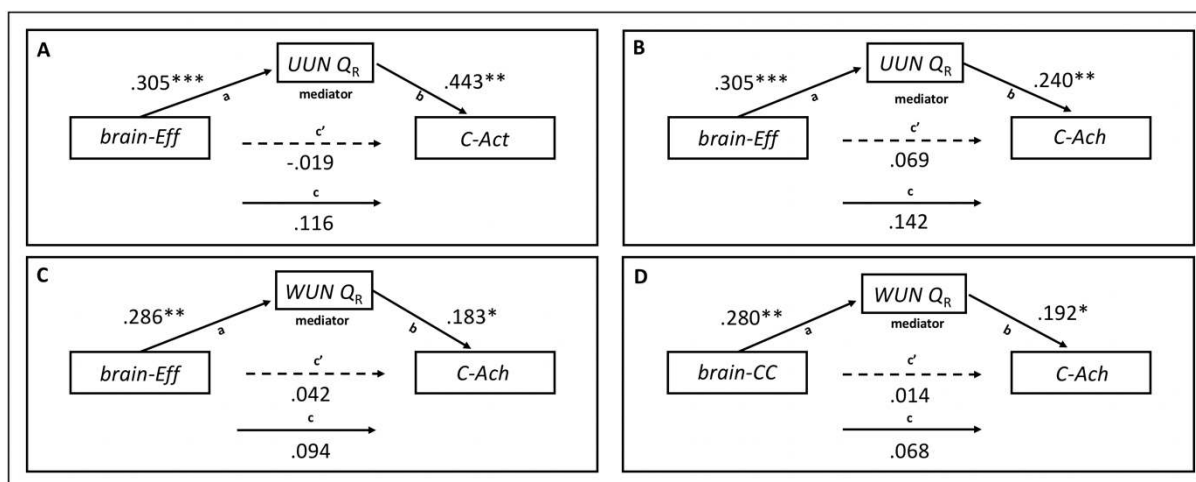 A
UUN QR
mediator
.305***
a
.443**
b
brain-Eff
C-Act
c'
-.019
c
.116
B
UUN QR
mediator
.305***
a
.240**
b
brain-Eff
C-Ach
c'
.069
c
.142
C
WUN QR
mediator
.286**
a
.183*
b
brain-Eff
C-Ach
c'
.042
c
.094
D
WUN QR
mediator
.280**
a
.192*
b
brain-CC
C-Ach
c'
.014
c
.068